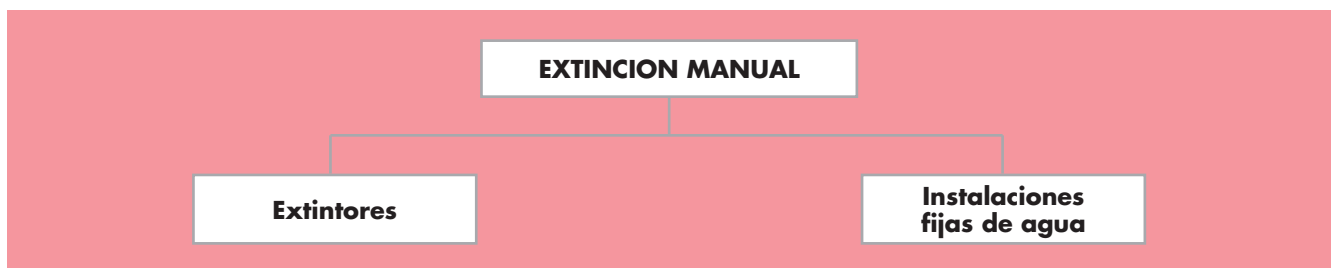 EXTINCION MANUAL
Extintores
Instalaciones
fijas de agua